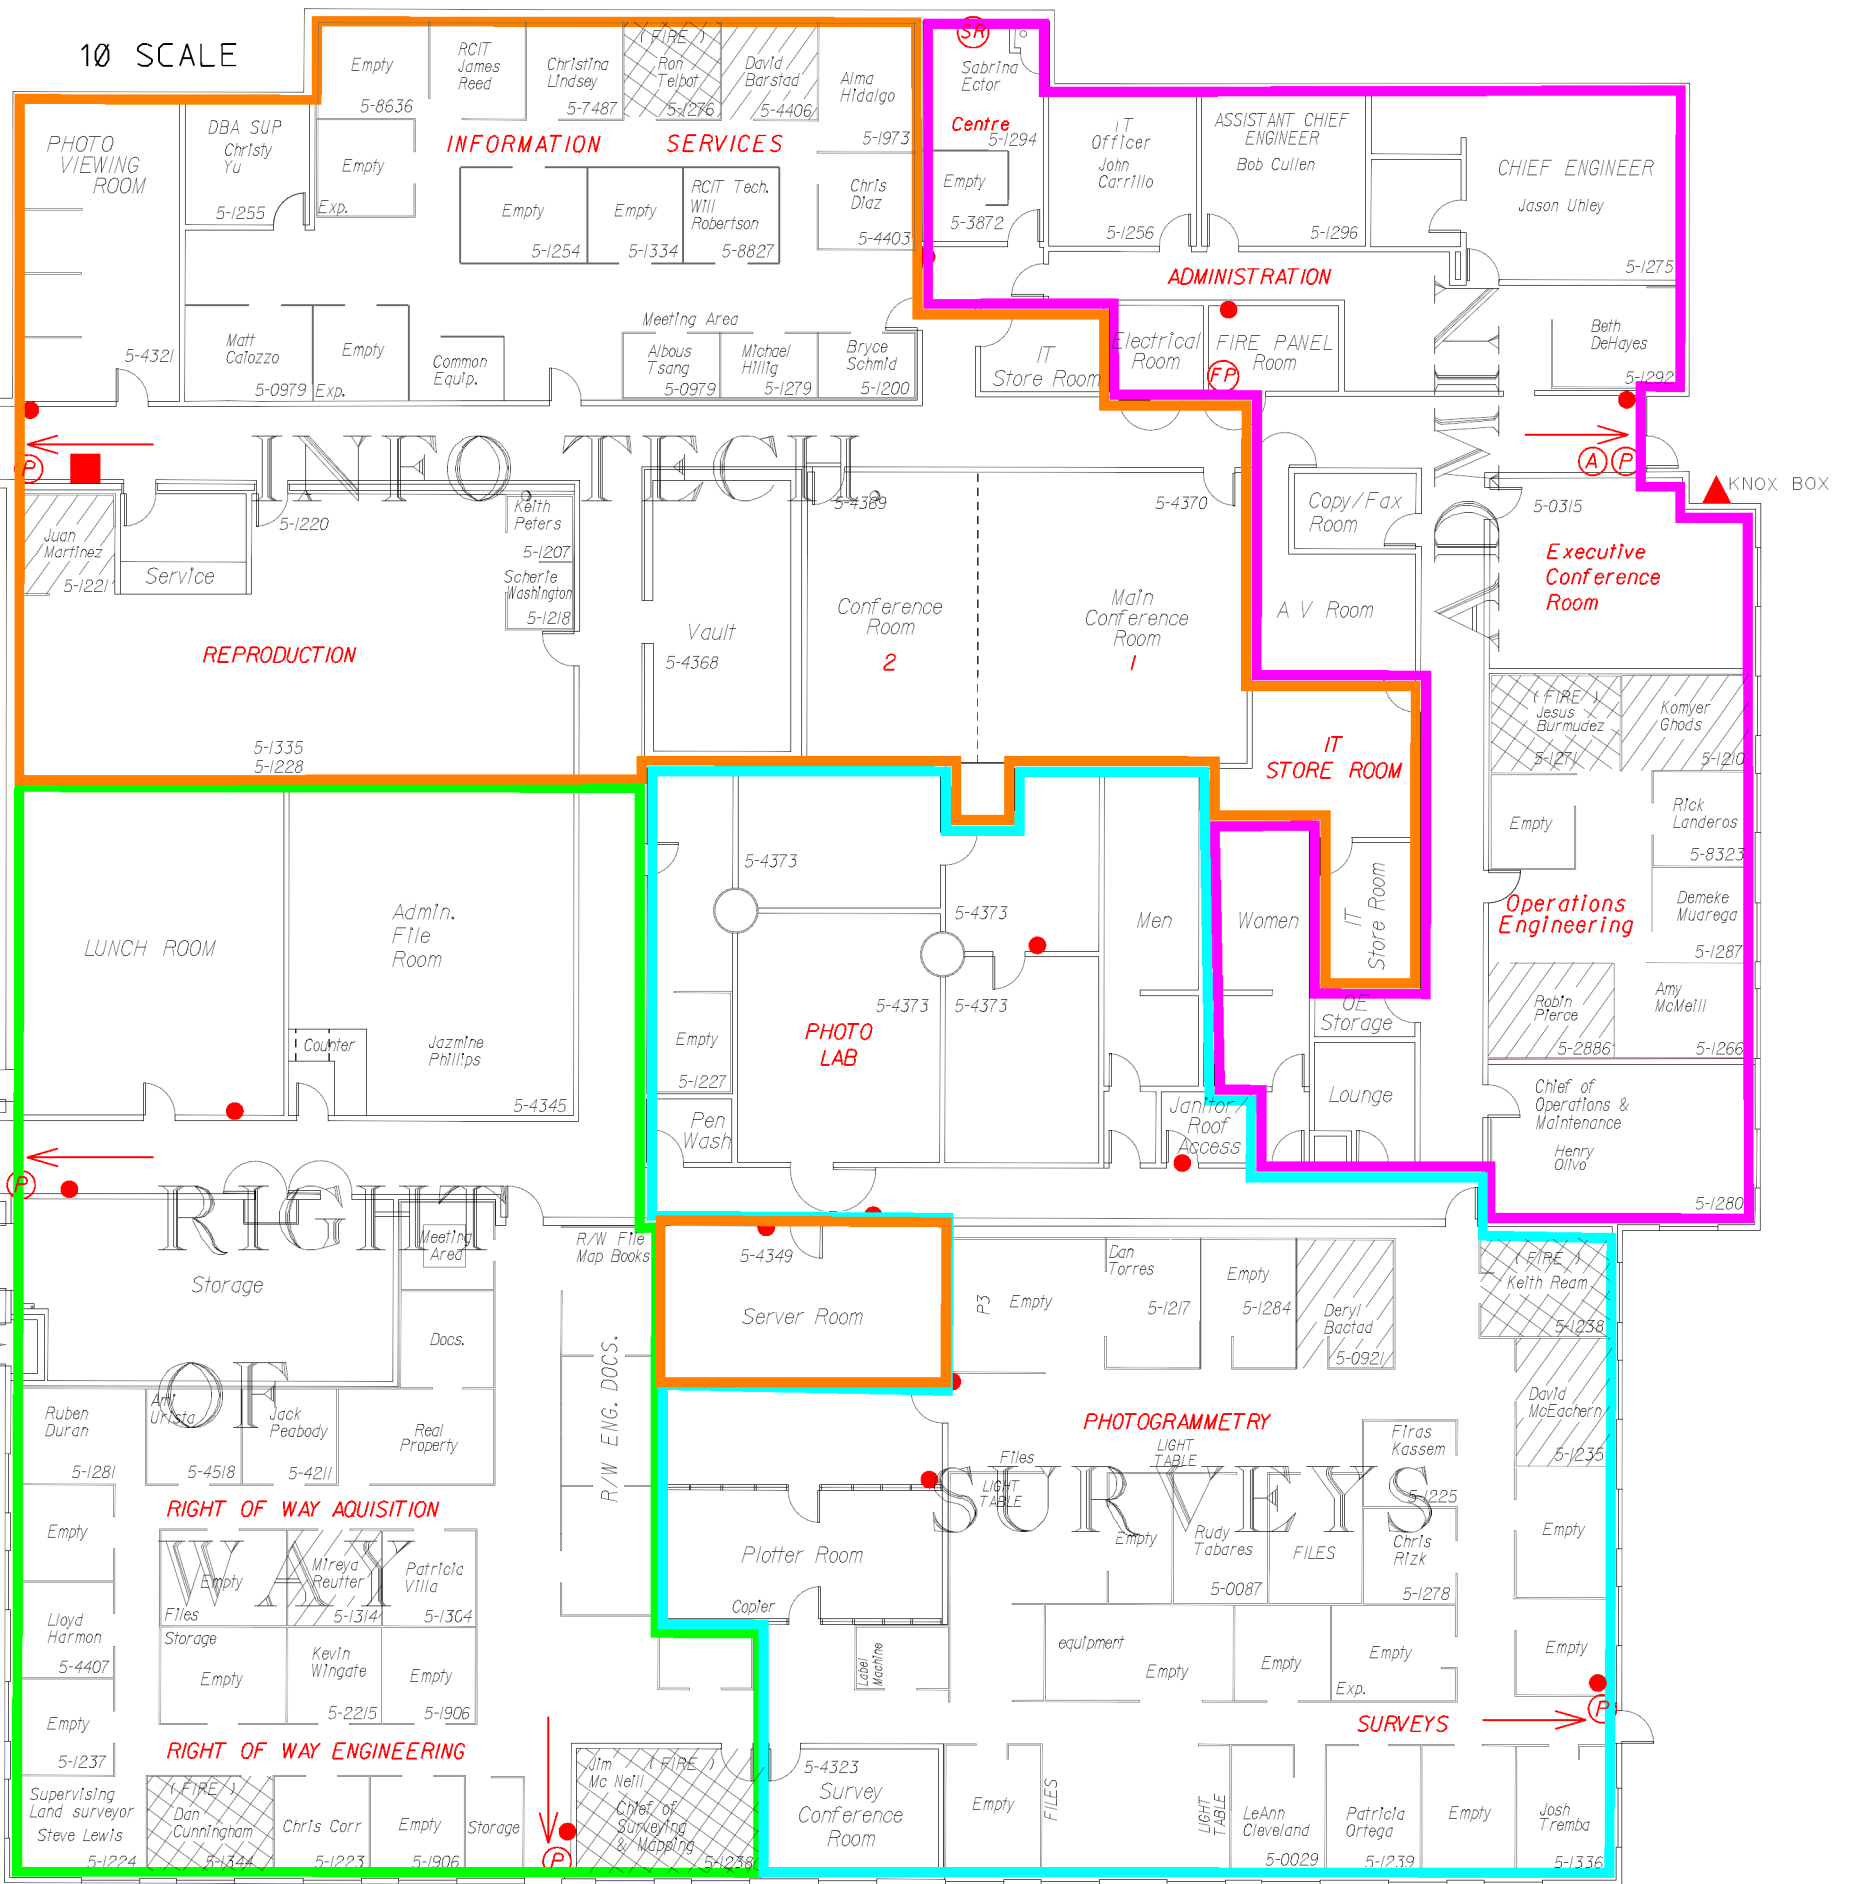 10 SCALE
Empty
5-8636
RCIT
James
Reed
Christina
Lindsey
5-7487
( FIRE )
Ron
Telbot
5-1276
David
Barstad
5-4406
Alma
Hidalgo
5-1973
SR
Sabrina
Ector
Centre
5-1294
Empty
5-3872
IT
Officer
John
Carrillo
5-1256
ASSISTANT CHIEF
ENGINEER
Bob Cullen
5-1296
CHIEF ENGINEER
Jason Uhley
5-1275
PHOTO
VIEWING
ROOM
5-4321
DBA SUP
Christy
Yu
5-1255
INFORMATION SERVICES
Empty
Exp.
Empty
5-1254
Empty
5-1334
RCIT Tech.
Will
Robertson
5-8827
Chris
Diaz
5-4403
ADMINISTRATION
Matt
Caiozzo
5-0979
Empty
Exp.
Common
Equip.
Meeting Area
Albous
Tsang
5-0979
Michael
Hillig
5-1279
Bryce
Schmid
5-1200
IT
Store Room
Electrical
Room
FIRE PANEL
Room
FP
Beth
DeHayes
5-1292
P
INFO TECH
ADMIN
A P
KNOX BOX
Juan
Martinez
5-1221
Service
5-1220
Keith
Peters
5-1207
Scherie
Washington
5-1218
REPRODUCTION
5-1335
5-1228
Vault
5-4368
5-4389
Conference
Room
2
5-4370
Main
Conference
Room
1
Copy/Fax
Room
A V Room
5-0315
Executive
Conference
Room
IT
STORE ROOM
( FIRE )
Jesus
Burmudez
5-1271
Komyer
Ghods
5-1210
Empty
Rick
Landeros
5-8323
Operations
Engineering
Demeke
Muarega
5-1287
Robin
Pierce
5-2886
Amy
McMeill
5-1266
LUNCH ROOM
Admin.
File
Room
Counter
Jazmine
Phillips
5-4345
5-4373
5-4373
5-4373
5-4373
PHOTO
LAB
Empty
5-1227
Pen
Wash
Men
Women
IT
Store Room
OE
Storage
Lounge
Janitor/
Roof
Access
Chief of
Operations &
Maintenance
Henry
Olivo
5-1280
P
RIGHT
OF
WAY
Storage
Meeting
Area
Docs.
R/W File
Map Books
R/W ENG. DOCS.
5-4349
Server Room
P3
Empty
Dan
Torres
5-1217
Empty
5-1284
Deryl
Bactad
5-0921
( FIRE )
Keith Ream
5-1238
David
McEachern
5-1235
Ruben
Duran
5-1281
Ami
Urista
5-4518
Jack
Peabody
5-4211
Real
Property
PHOTOGRAMMETRY
LIGHT
TABLE
Files
LIGHT
TABLE
Firas
Kassem
5-1225
SURVEYS
RIGHT OF WAY AQUISITION
Empty
Empty
Files
Mireya
Reutter
5-1314
Patricia
Villa
5-1304
Plotter Room
Copier
Empty
Rudy
Tabares
5-0087
FILES
Chris
Rizk
5-1278
Empty
Lloyd
Harmon
5-4407
Storage
Empty
Kevin
Wingate
5-2215
Empty
5-1906
Label
Machine
equipment
Empty
Empty
Empty
Exp.
Empty
Empty
5-1237
RIGHT OF WAY ENGINEERING
SURVEYS
P
Supervising
Land surveyor
Steve Lewis
5-1224
( FIRE )
Dan
Cunningham
5-1344
Chris Corr
5-1223
Empty
5-1906
Storage
P
Jim
Mc Neill
( FIRE )
Chief of
Surveying
& Mapping
5-1238
5-4323
Survey
Conference
Room
Empty
FILES
LIGHT
TABLE
LeAnn
Cleveland
5-0029
Patricia
Ortega
5-1239
Empty
Josh
Tremba
5-1336